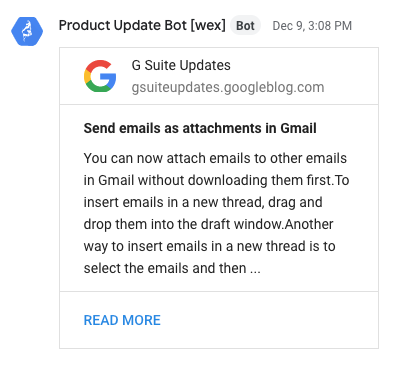 Product Update Bot [wex] Bot Dec 9, 3:08 PM
G Suite Updates
gsuiteupdates.googleblog.com
Send emails as attachments in Gmail
You can now attach emails to other emails
in Gmail without downloading them first.To
insert emails in a new thread, drag and
drop them into the draft window.Another
way to insert emails in a new thread is to
select the emails and then ...
READ MORE